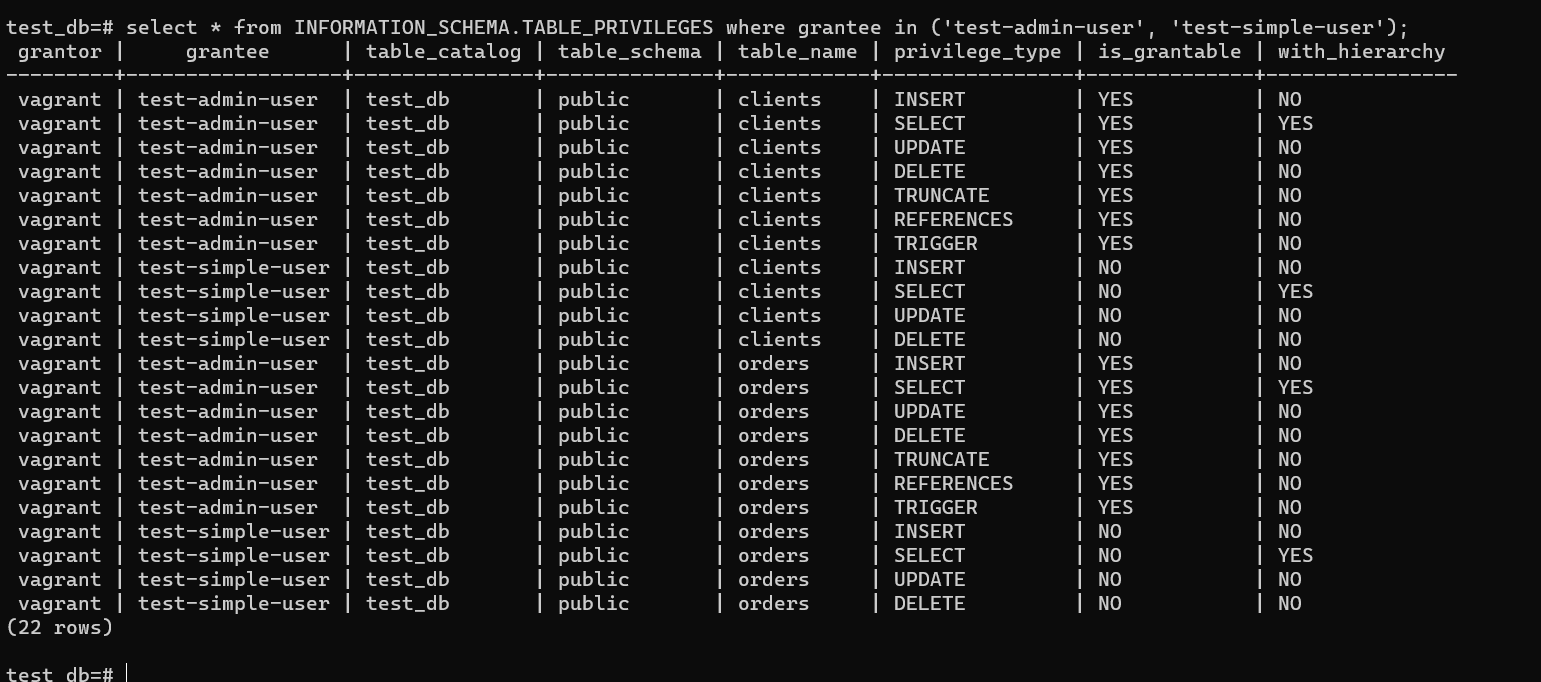 test_db=# select * from INFORMATION_SCHEMA.TABLE_PRIVILEGES where grantee in ('test-admin-user', 'test-simple-user');
 grantor |     grantee      | table_catalog | table_schema | table_name | privilege_type | is_grantable | with_hierarchy
---------+------------------+---------------+--------------+------------+----------------+--------------+----------------
 vagrant | test-admin-user  | test_db       | public       | clients    | INSERT         | YES          | NO
 vagrant | test-admin-user  | test_db       | public       | clients    | SELECT         | YES          | YES
 vagrant | test-admin-user  | test_db       | public       | clients    | UPDATE         | YES          | NO
 vagrant | test-admin-user  | test_db       | public       | clients    | DELETE         | YES          | NO
 vagrant | test-admin-user  | test_db       | public       | clients    | TRUNCATE       | YES          | NO
 vagrant | test-admin-user  | test_db       | public       | clients    | REFERENCES     | YES          | NO
 vagrant | test-admin-user  | test_db       | public       | clients    | TRIGGER        | YES          | NO
 vagrant | test-simple-user | test_db       | public       | clients    | INSERT         | NO           | NO
 vagrant | test-simple-user | test_db       | public       | clients    | SELECT         | NO           | YES
 vagrant | test-simple-user | test_db       | public       | clients    | UPDATE         | NO           | NO
 vagrant | test-simple-user | test_db       | public       | clients    | DELETE         | NO           | NO
 vagrant | test-admin-user  | test_db       | public       | orders     | INSERT         | YES          | NO
 vagrant | test-admin-user  | test_db       | public       | orders     | SELECT         | YES          | YES
 vagrant | test-admin-user  | test_db       | public       | orders     | UPDATE         | YES          | NO
 vagrant | test-admin-user  | test_db       | public       | orders     | DELETE         | YES          | NO
 vagrant | test-admin-user  | test_db       | public       | orders     | TRUNCATE       | YES          | NO
 vagrant | test-admin-user  | test_db       | public       | orders     | REFERENCES     | YES          | NO
 vagrant | test-admin-user  | test_db       | public       | orders     | TRIGGER        | YES          | NO
 vagrant | test-simple-user | test_db       | public       | orders     | INSERT         | NO           | NO
 vagrant | test-simple-user | test_db       | public       | orders     | SELECT         | NO           | YES
 vagrant | test-simple-user | test_db       | public       | orders     | UPDATE         | NO           | NO
 vagrant | test-simple-user | test_db       | public       | orders     | DELETE         | NO           | NO
(22 rows)
test_db=#